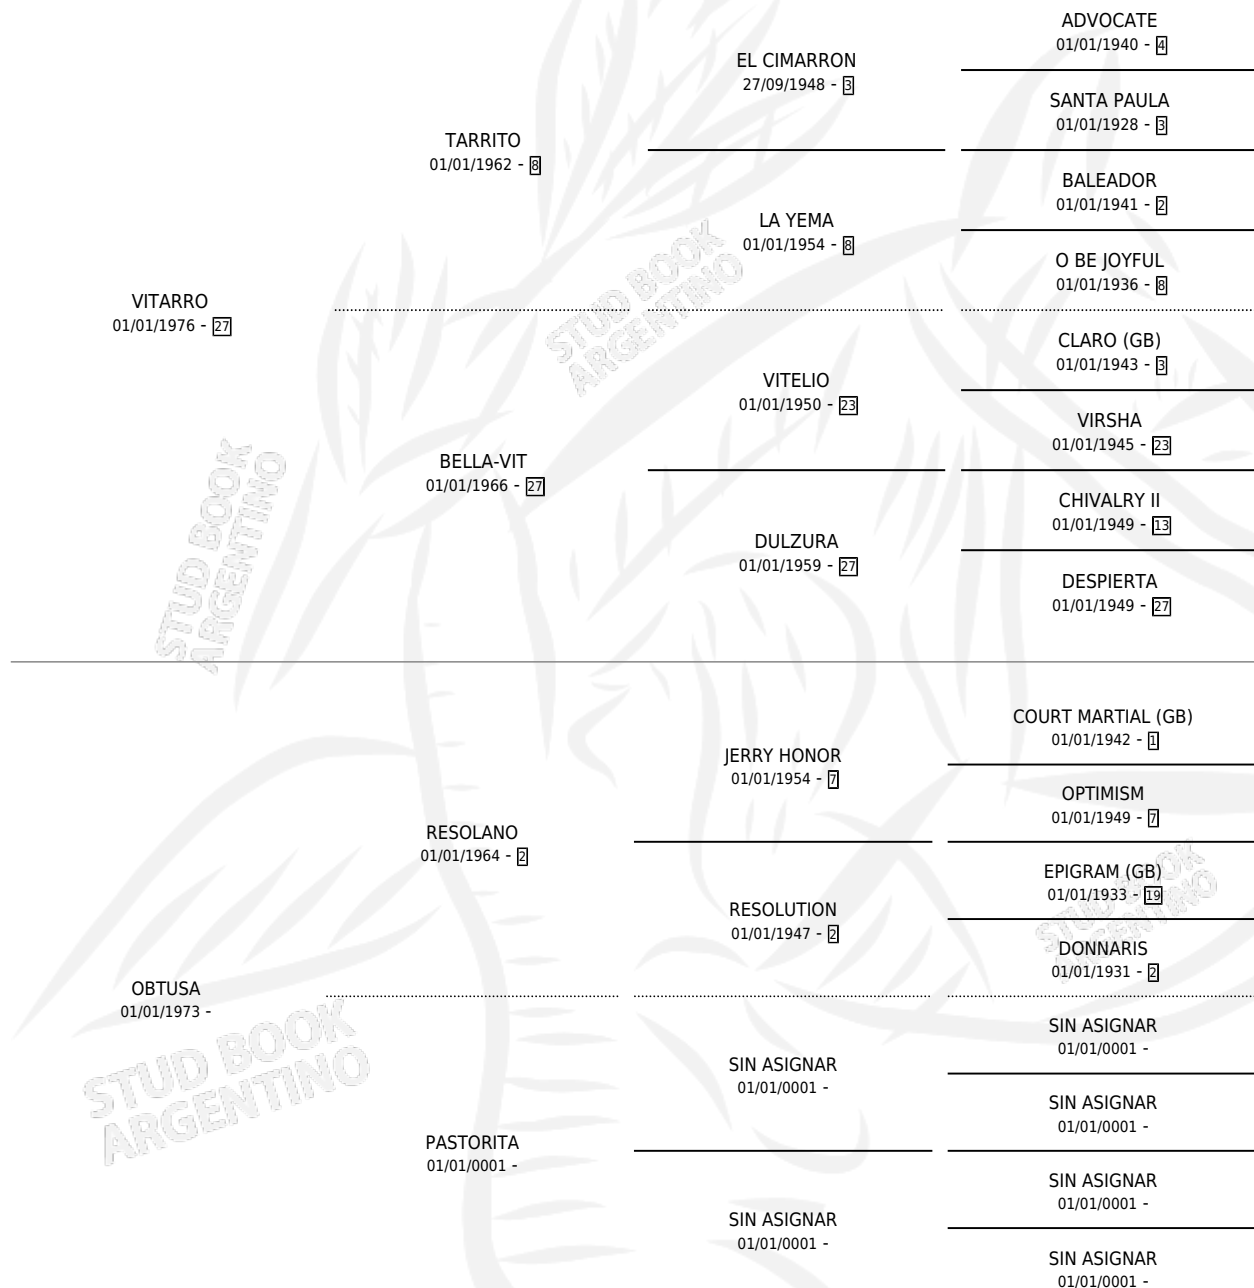 ADVOCATE
01/01/1940 - 4
EL CIMARRON
27/09/1948 - 3
SANTA PAULA
01/01/1928 - 3
TARRITO
01/01/1962 - 8
BALEADOR
01/01/1941 - 2
LA YEMA
01/01/1954 - 8
O BE JOYFUL
01/01/1936 - 8
VITARRO
01/01/1976 - 27
CLARO (GB)
01/01/1943 - 3
VITELIO
01/01/1950 - 23
VIRSHA
01/01/1945 - 23
BELLA-VIT
01/01/1966 - 27
CHIVALRY II
01/01/1949 - 13
DULZURA
01/01/1959 - 27
DESPIERTA
01/01/1949 - 27
COURT MARTIAL (GB)
01/01/1942 - 1
JERRY HONOR
01/01/1954 - 7
OPTIMISM
01/01/1949 - 7
RESOLANO
01/01/1964 - 2
EPIGRAM (GB)
01/01/1933 - 19
RESOLUTION
01/01/1947 - 2
DONNARIS
01/01/1931 - 2
OBTUSA
01/01/1973 -
SIN ASIGNAR
01/01/0001 -
SIN ASIGNAR
01/01/0001 -
SIN ASIGNAR
01/01/0001 -
PASTORITA
01/01/0001 -
SIN ASIGNAR
01/01/0001 -
SIN ASIGNAR
01/01/0001 -
SIN ASIGNAR
01/01/0001 -
STUD BOOK
ARGENTINO
STUD BOOK
ARGENTINO
STUD BOOK
ARGENTINO
STUD BOOK
ARGENTINO